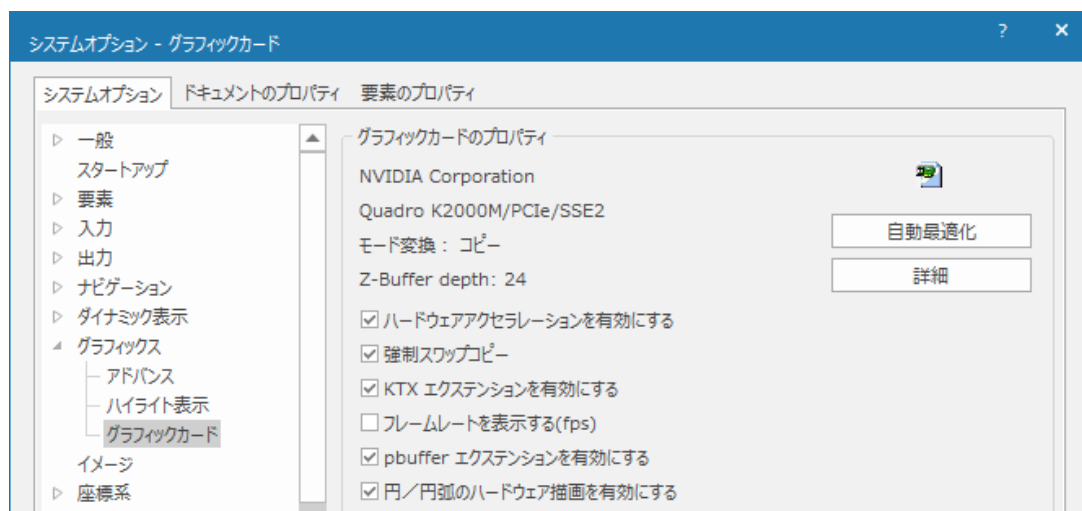 システムオプション - グラフィックカード
? ×
システムオプション ドキュメントのプロパティ 要素のプロパティ
一般
スタートアップ
要素
入力
出力
ナビゲーション
ダイナミック表示
グラフィックス
アドバンス
ハイライト表示
グラフィックカード
イメージ
座標系
グラフィックカードのプロパティ
NVIDIA Corporation
Quadro K2000M/PCIe/SSE2
モード変換 : コピー
Z-Buffer depth: 24
自動最適化
詳細
ハードウェアアクセラレーションを有効にする
強制スワップコピー
KTX エクステンションを有効にする
フレームレートを表示する(fps)
pbuffer エクステンションを有効にする
円/円弧のハードウェア描画を有効にする